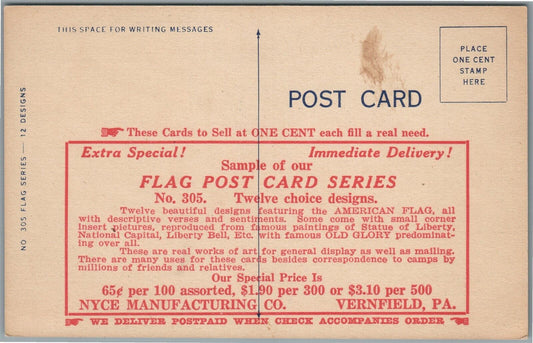 THIS SPACE FOR WRITING MESSAGES
PLACE
ONE CENT
STAMP
HERE
POST CARD
NO 305 FLAG SERIES — 12 DESIGNS
These Cards to Sell at ONE CENT each fill a real need.
Extra Special! Immediate Delivery!
Sample of our
FLAG POST CARD SERIES
No. 305. Twelve choice designs.
Twelve beautiful designs featuring the AMERICAN FLAG, all
with descriptive verses and sentiments. Some come with small corner
insert pictures, reproduced from famous paintings of Statue of Liberty,
National Capital, Liberty Bell, Etc. with famous OLD GLORY predominat-
ing over all.
These are real works of art for general display as well as mailing.
There are many uses for these cards besides correspondence to camps by
millions of friends and relatives.
Our Special Price Is
65¢ per 100 assorted, $1.90 per 300 or $3.10 per 500
NYCE MANUFACTURING CO. VERNFIELD, PA.
WE DELIVER POSTPAID WHEN CHECK ACCOMPANIES ORDER